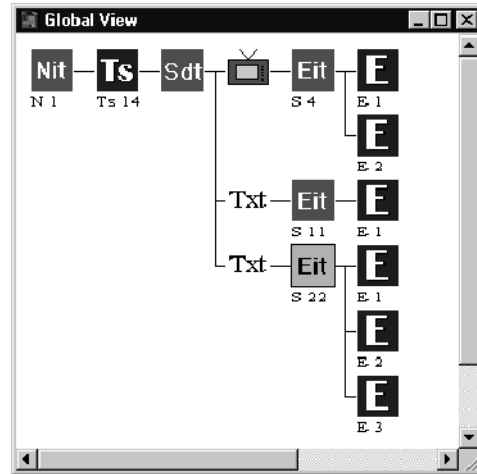 Global View
Nit Ts Sdt Eit E
N 1 Ts 14 S 4 E 1
E
E 2
Txt Eit E
S 11 E 1
Txt Eit E
S 22 E 1
E
E 2
E
E 3